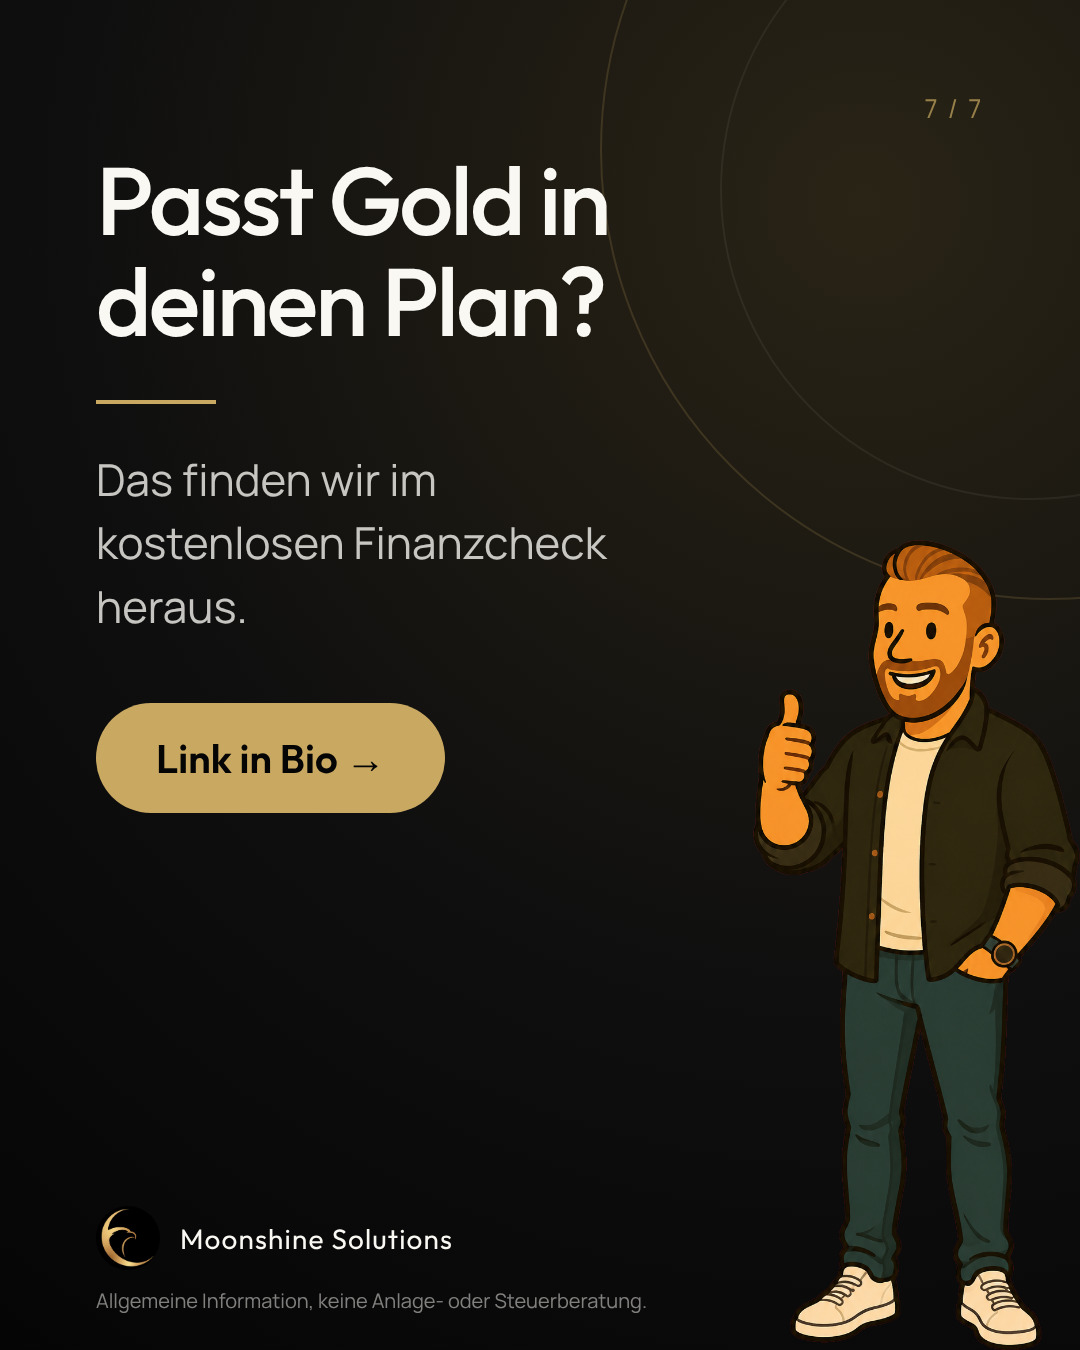 7 / 7
Passt Gold in
deinen Plan?
Das finden wir im
kostenlosen Finanzcheck
heraus.
Link in Bio →
Moonshine Solutions
Allgemeine Information, keine Anlage- oder Steuerberatung.